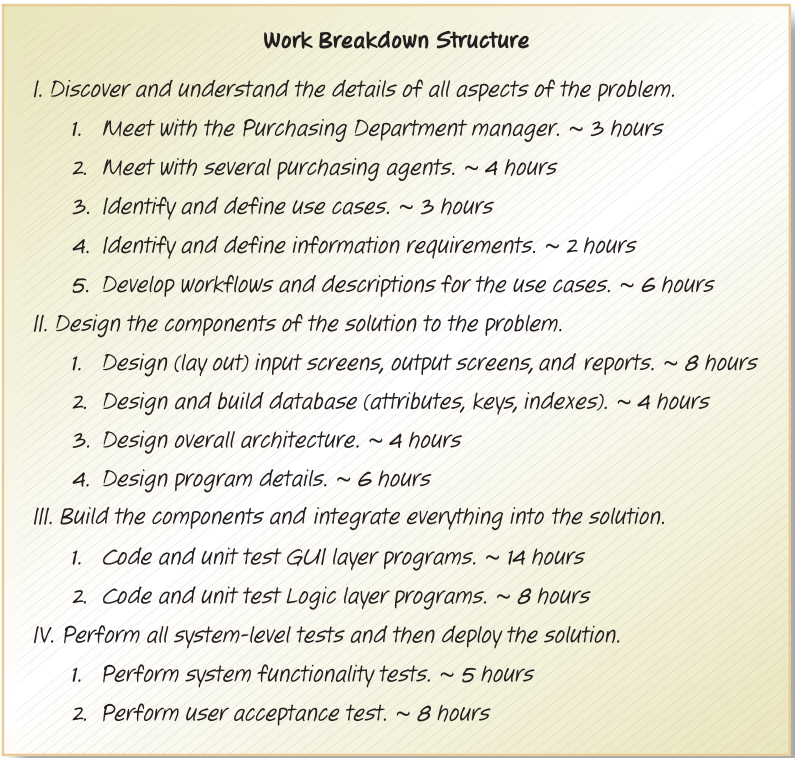 Work Breakdown Structure
I. Discover and understand the details of all aspects of the problem.
1. Meet with the Purchasing Department manager. ~ 3 hours
2. Meet with several purchasing agents. ~ 4 hours
3. Identify and define use cases. ~ 3 hours
4. Identify and define information requirements. ~ 2 hours
5. Develop workflows and descriptions for the use cases. ~ 6 hours
II. Design the components of the solution to the problem.
1. Design (lay out) input screens, output screens, and reports. ~ 8 hours
2. Design and build database (attributes, keys, indexes). ~ 4 hours
3. Design overall architecture. ~ 4 hours
4. Design program details. ~ 6 hours
III. Build the components and integrate everything into the solution.
1. Code and unit test GUI layer programs. ~ 14 hours
2. Code and unit test Logic layer programs. ~ 8 hours
IV. Perform all system-level tests and then deploy the solution.
1. Perform system functionality tests. ~ 5 hours
2. Perform user acceptance test. ~ 8 hours